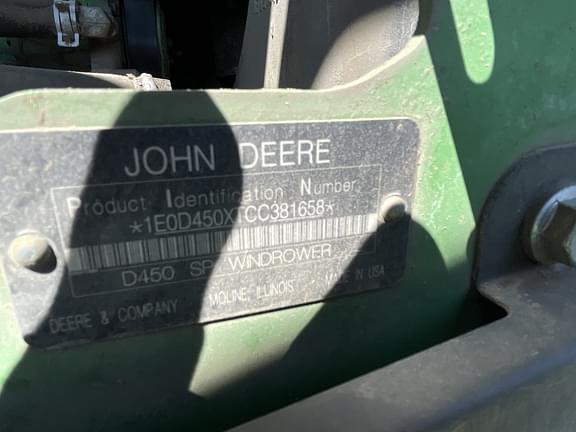 JOHN DEERE
Product Identification Number
*1E0D450XTCC381658*
D450 SP WINDROWER
DEERE & COMPANY MOLINE, ILLINOIS MADE IN USA